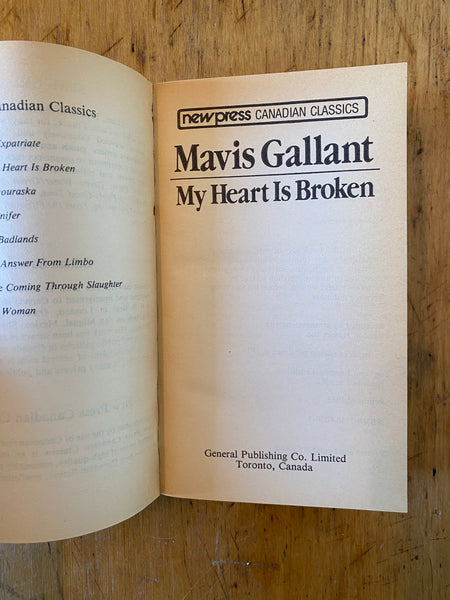 anadian Classics
xpatriate
Heart Is Broken
ouraska
nifer
Badlands
Answer From Limbo
e Coming Through Slaughter
Woman
newpress CANADIAN CLASSICS
Mavis Gallant
My Heart Is Broken
General Publishing Co. Limited
Toronto, Canada